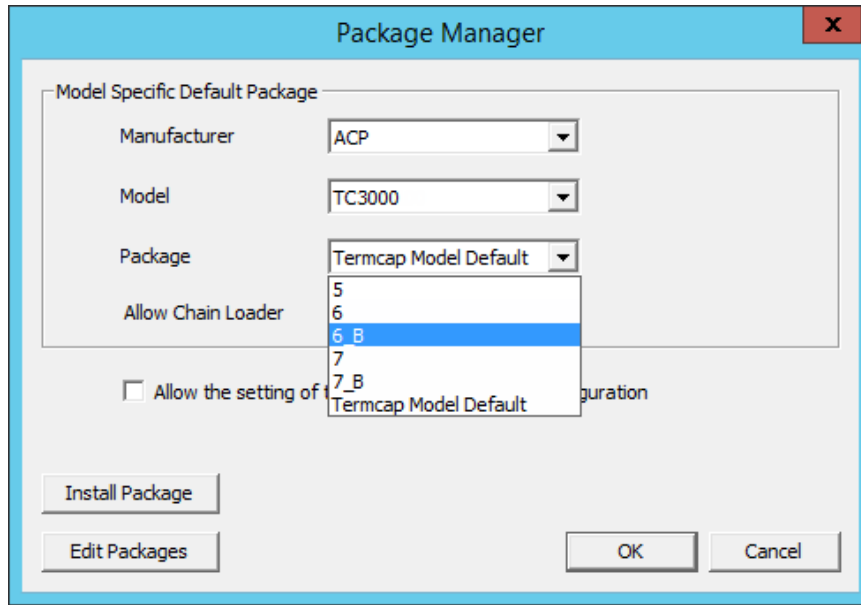 Package Manager
x
Model Specific Default Package
Manufacturer
ACP
Model
TC3000
Package
Termcap Model Default
5
Allow Chain Loader
6
6_B
7
7_B
Allow the setting of
guration
Termcap Model Default
Install Package
Edit Packages
OK
Cancel